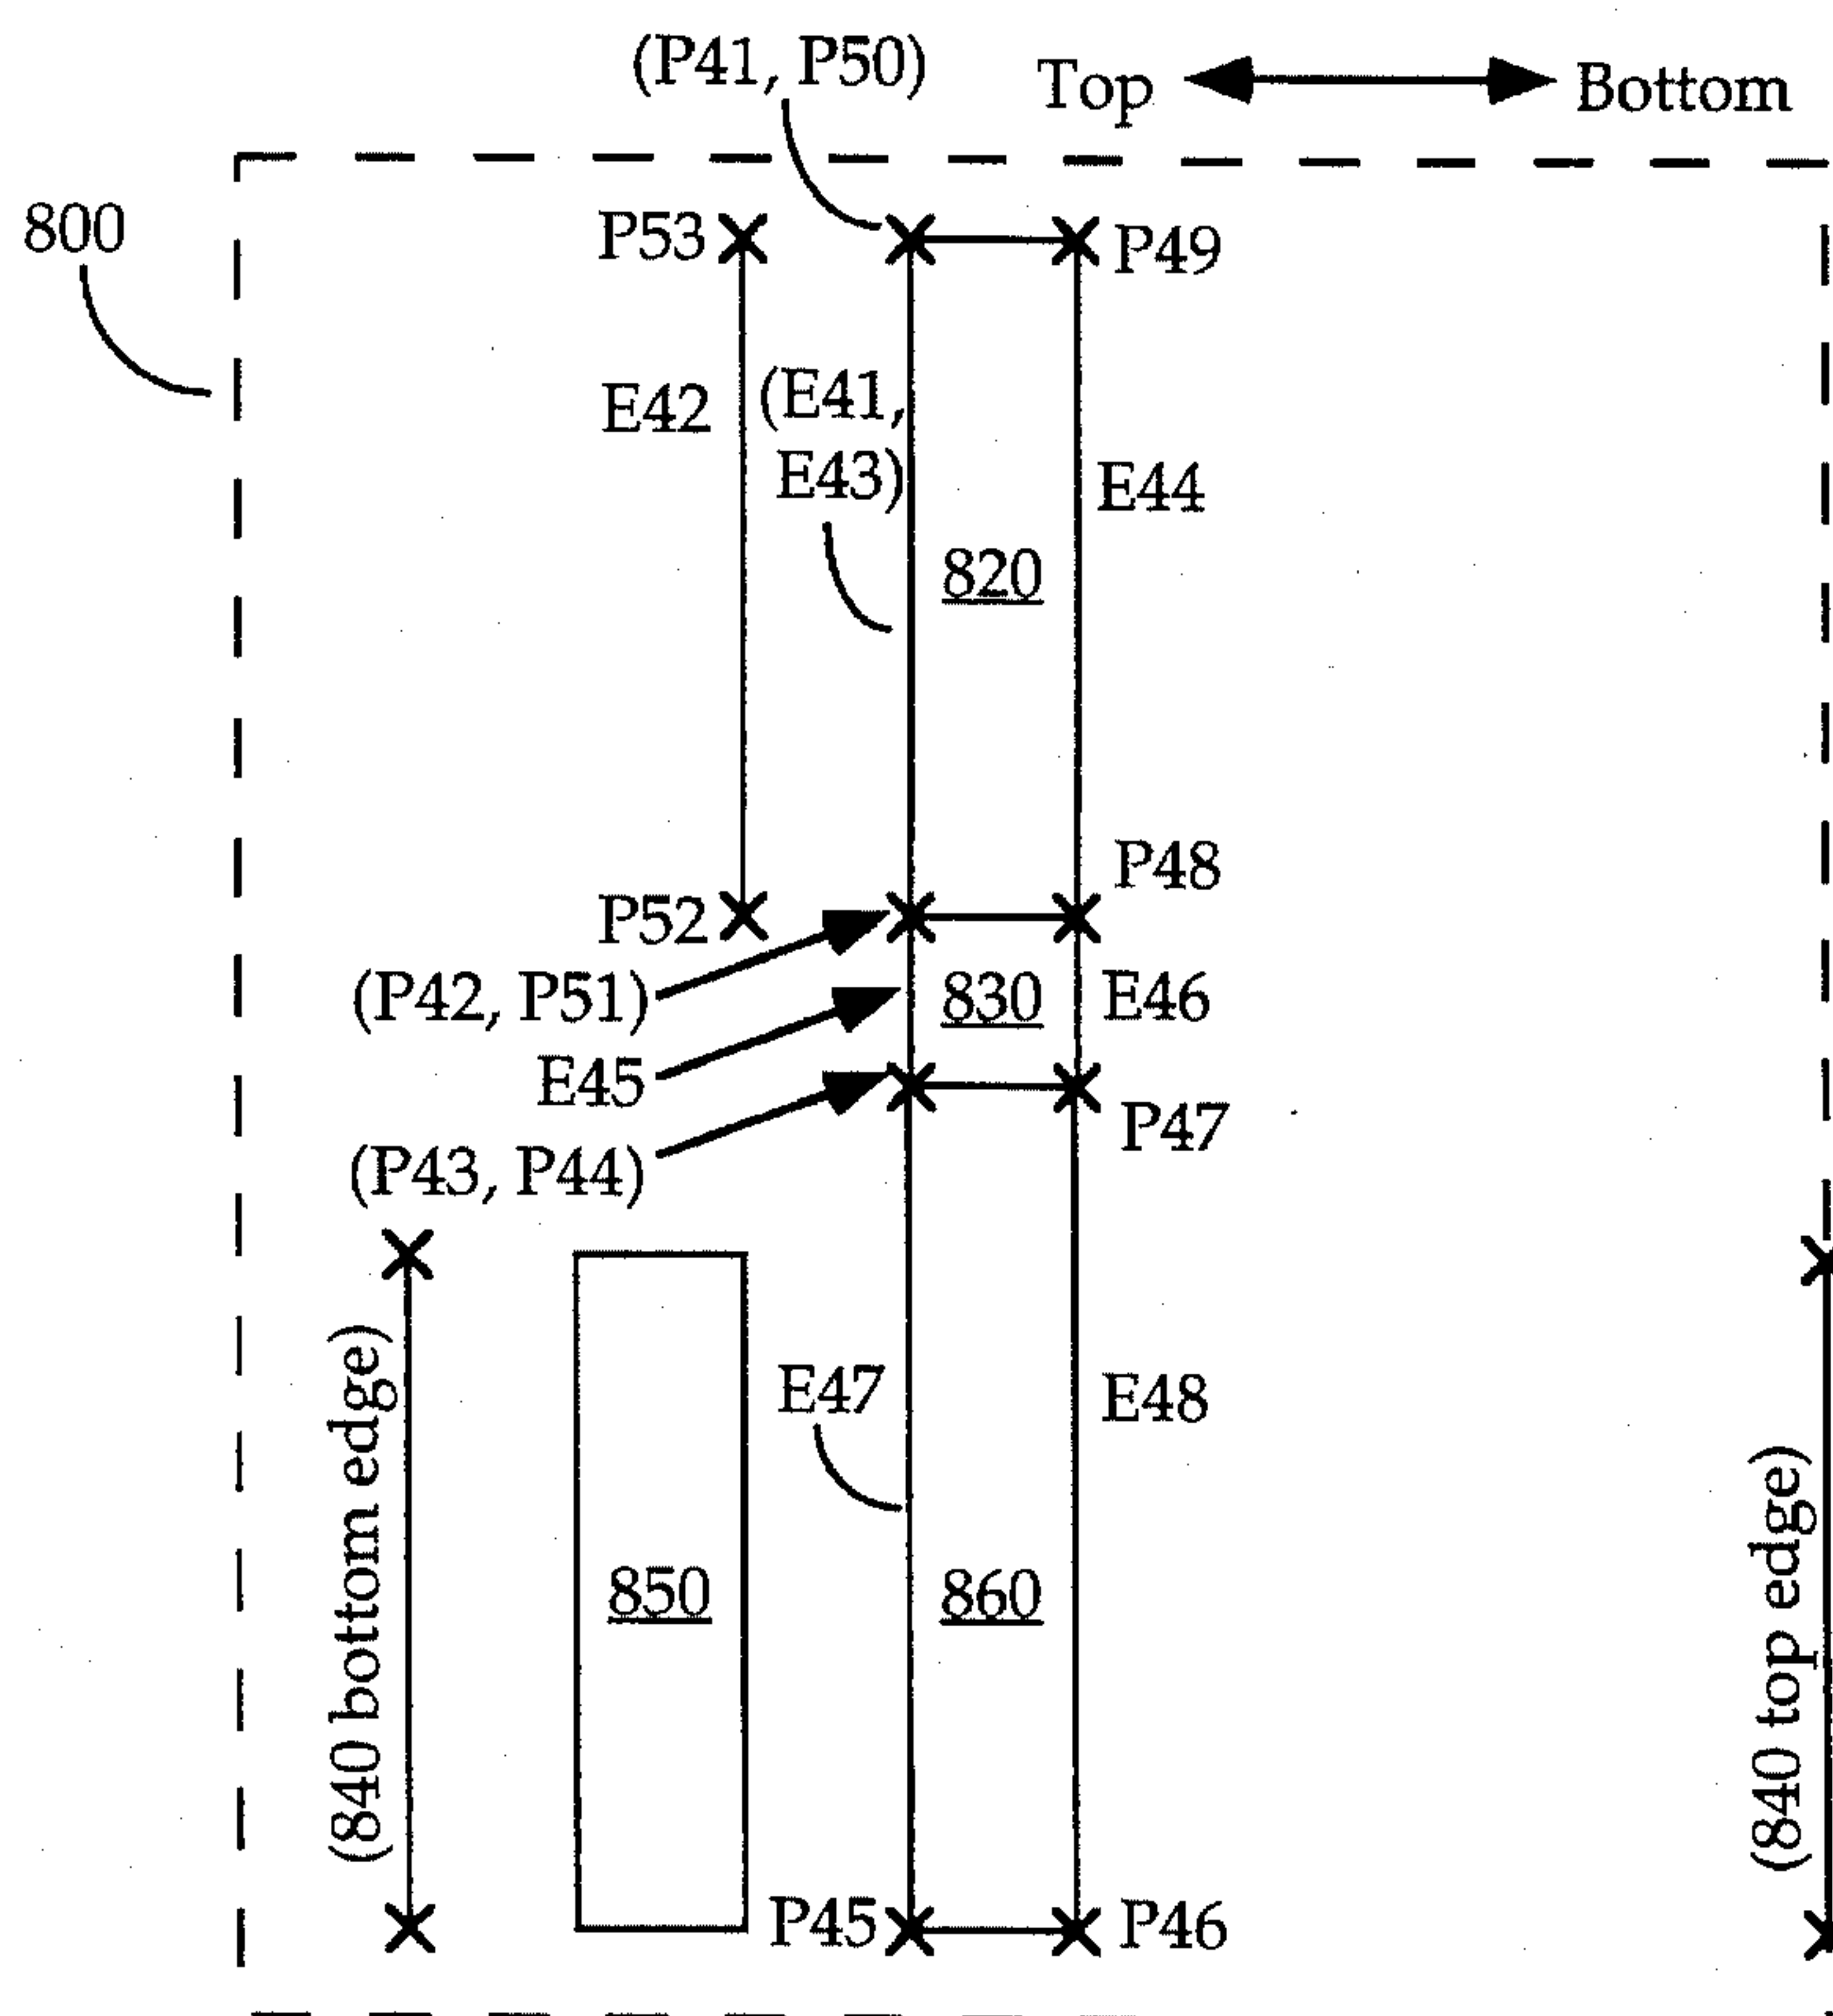 (P41, P50)
Top
Bottom
800
P53
P49
E42
(E41,
E43)
E44
820
P48
P52
(P42, P51)
830
E46
E45
P47
(P43, P44)
(840 bottom edge)
E47
E48
(840 top edge)
850
860
P45
P46